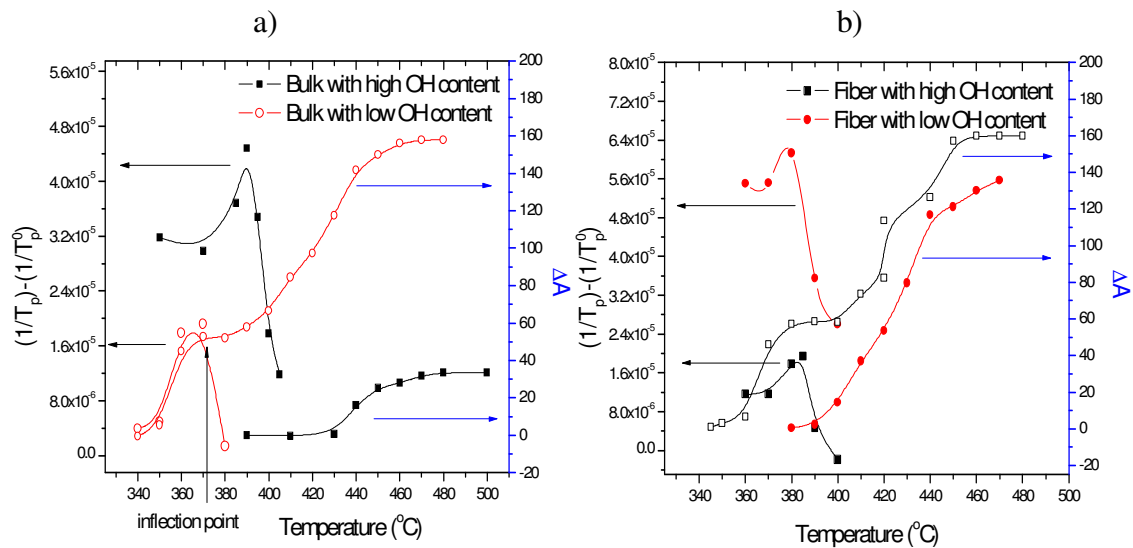 a)
b)
Bulk with high OH content
Bulk with low OH content
5.6x10⁻⁵
4.8x10⁻⁵
4.0x10⁻⁵
3.2x10⁻⁵
2.4x10⁻⁵
1.6x10⁻⁵
8.0x10⁻⁶
0.0
(1/Tₚ)-(1/Tₚ⁰)
200
180
160
140
120
100
80
60
40
20
0
-20
ΔA
340 360 380 400 420 440 460 480 500
inflection point
Temperature (°C)
Fiber with high OH content
Fiber with low OH content
8.0x10⁻⁵
7.2x10⁻⁵
6.4x10⁻⁵
5.6x10⁻⁵
4.8x10⁻⁵
4.0x10⁻⁵
3.2x10⁻⁵
2.4x10⁻⁵
1.6x10⁻⁵
8.0x10⁻⁶
0.0
(1/Tₚ)-(1/Tₚ⁰)
200
180
160
140
120
100
80
60
40
20
0
-20
ΔA
340 360 380 400 420 440 460 480 500
Temperature (°C)